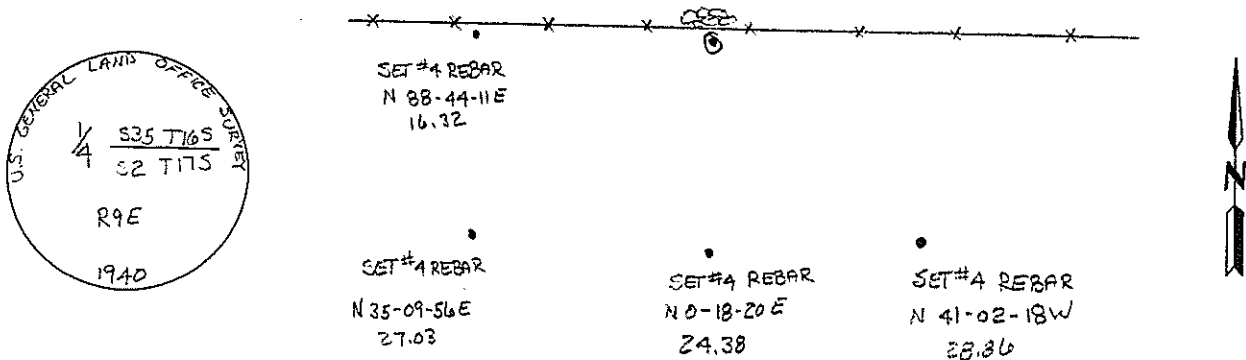 U.S. GENERAL LAND OFFICE SURVEY
1/4 S35 T16S
S2 T17S
R9E
1940
SET #4 REBAR
N 88-44-11E
16.32
SET #4 REBAR
N 35-09-56E
27.03
SET #4 REBAR
N 0-18-20 E
24.38
SET #4 REBAR
N 41-02-18W
28.86
N